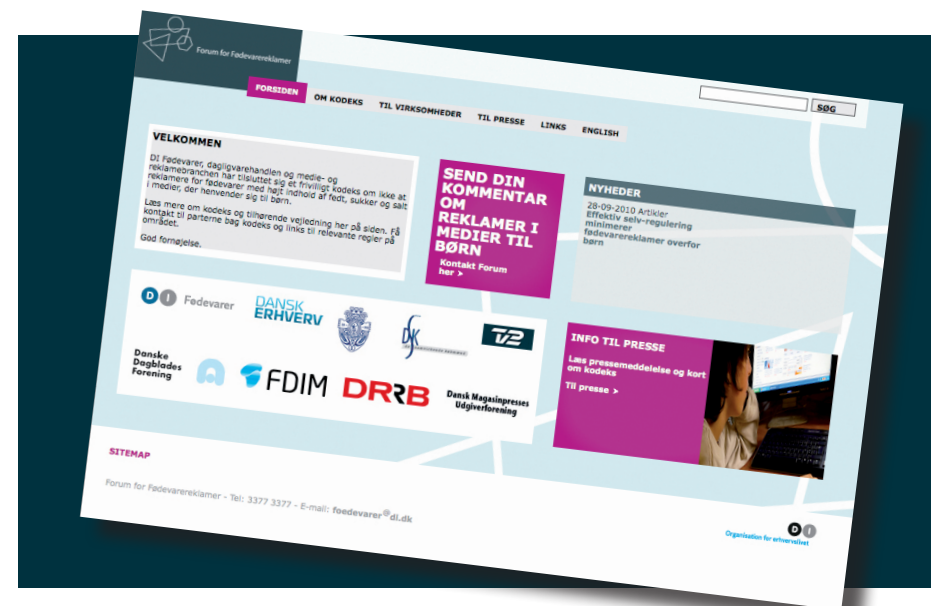 Forum for Fødevarereklamer
SØG
FORSIDEN
OM KODEKS
TIL VIRKSOMHEDER
TIL PRESSE
LINKS
ENGLISH
VELKOMMEN
DI Fødevarer, dagligvarehandlen og medie- og
reklamebranchen har tilsluttet sig et frivilligt kodeks om ikke at
reklamere for fødevarer med højt indhold af fedt, sukker og salt
i medier, der henvender sig til børn.
Læs mere om kodeks og tilhørende vejledning her på siden. Få
kontakt til parterne bag kodeks og links til relevante regler på
området.
God fornøjelse.
SEND DIN
KOMMENTAR
OM
REKLAMER I
MEDIER TIL
BØRN
Kontakt Forum
her >
NYHEDER
28-09-2010 Artikler
Effektiv selv-regulering
minimerer
fødevarereklamer overfor
børn
DI Fødevarer
DANSK
ERHVERV
DSK
TV2
Danske
Dagblades
Forening
FDIM
DRRB
Dansk Magasinpresses
Udgiverforening
INFO TIL PRESSE
Læs pressemeddelelse og kort
om kodeks
Til presse >
SITEMAP
Forum for Fødevarereklamer - Tel: 3377 3377 - E-mail: foedevarer@di.dk
DI
Organisation for erhvervslivet